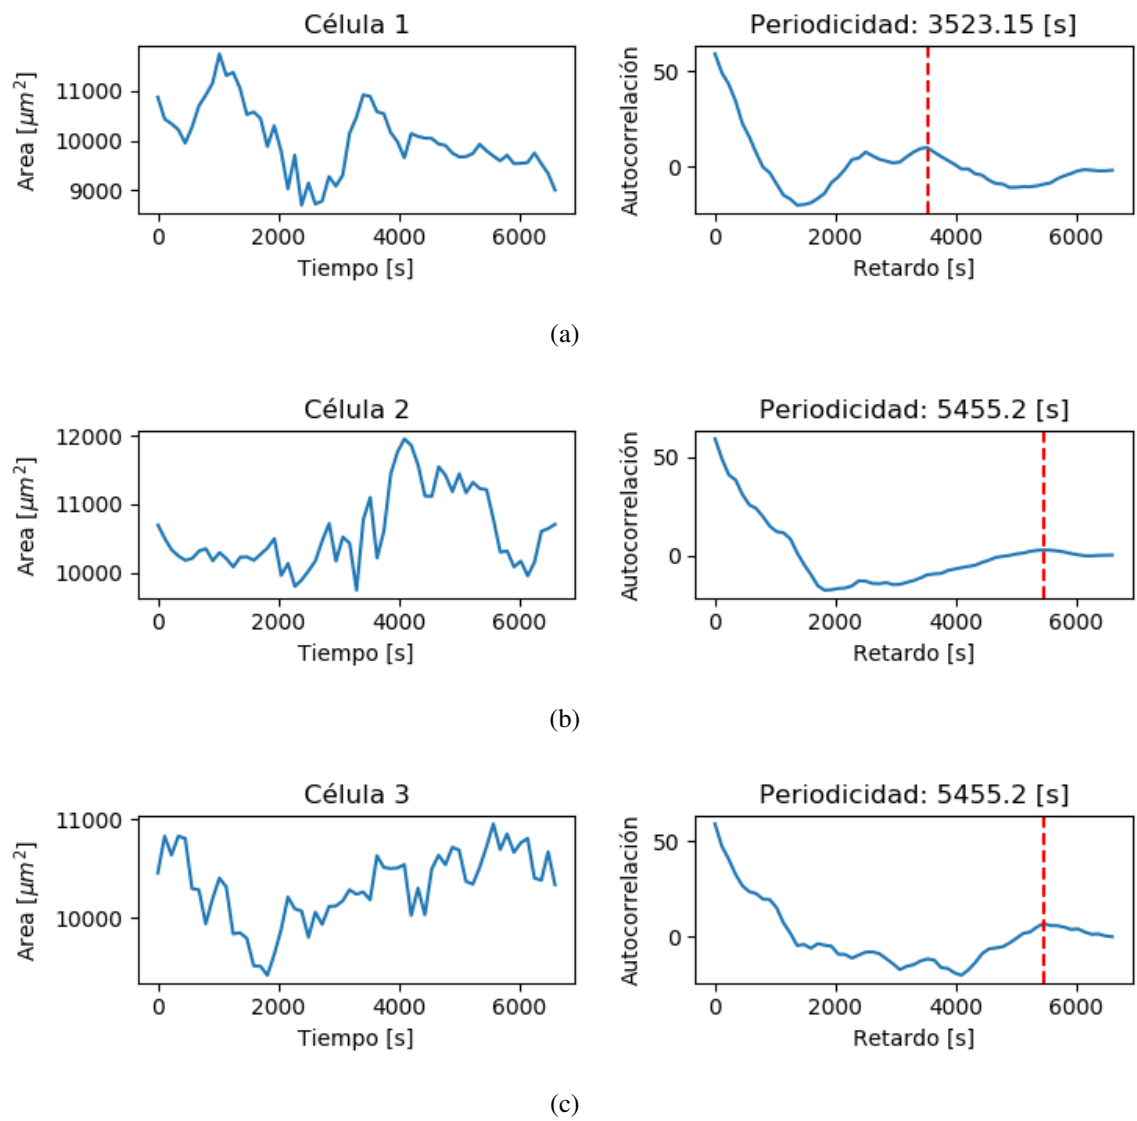 Célula 1
Periodicidad: 3523.15 [s]
Area [μm²]
11000
10000
9000
0 2000 4000 6000
Tiempo [s]
Autocorrelación
50
0
0 2000 4000 6000
Retardo [s]
(a)
Célula 2
Periodicidad: 5455.2 [s]
Area [μm²]
12000
11000
10000
0 2000 4000 6000
Tiempo [s]
Autocorrelación
50
0
0 2000 4000 6000
Retardo [s]
(b)
Célula 3
Periodicidad: 5455.2 [s]
Area [μm²]
11000
10000
0 2000 4000 6000
Tiempo [s]
Autocorrelación
50
0
0 2000 4000 6000
Retardo [s]
(c)